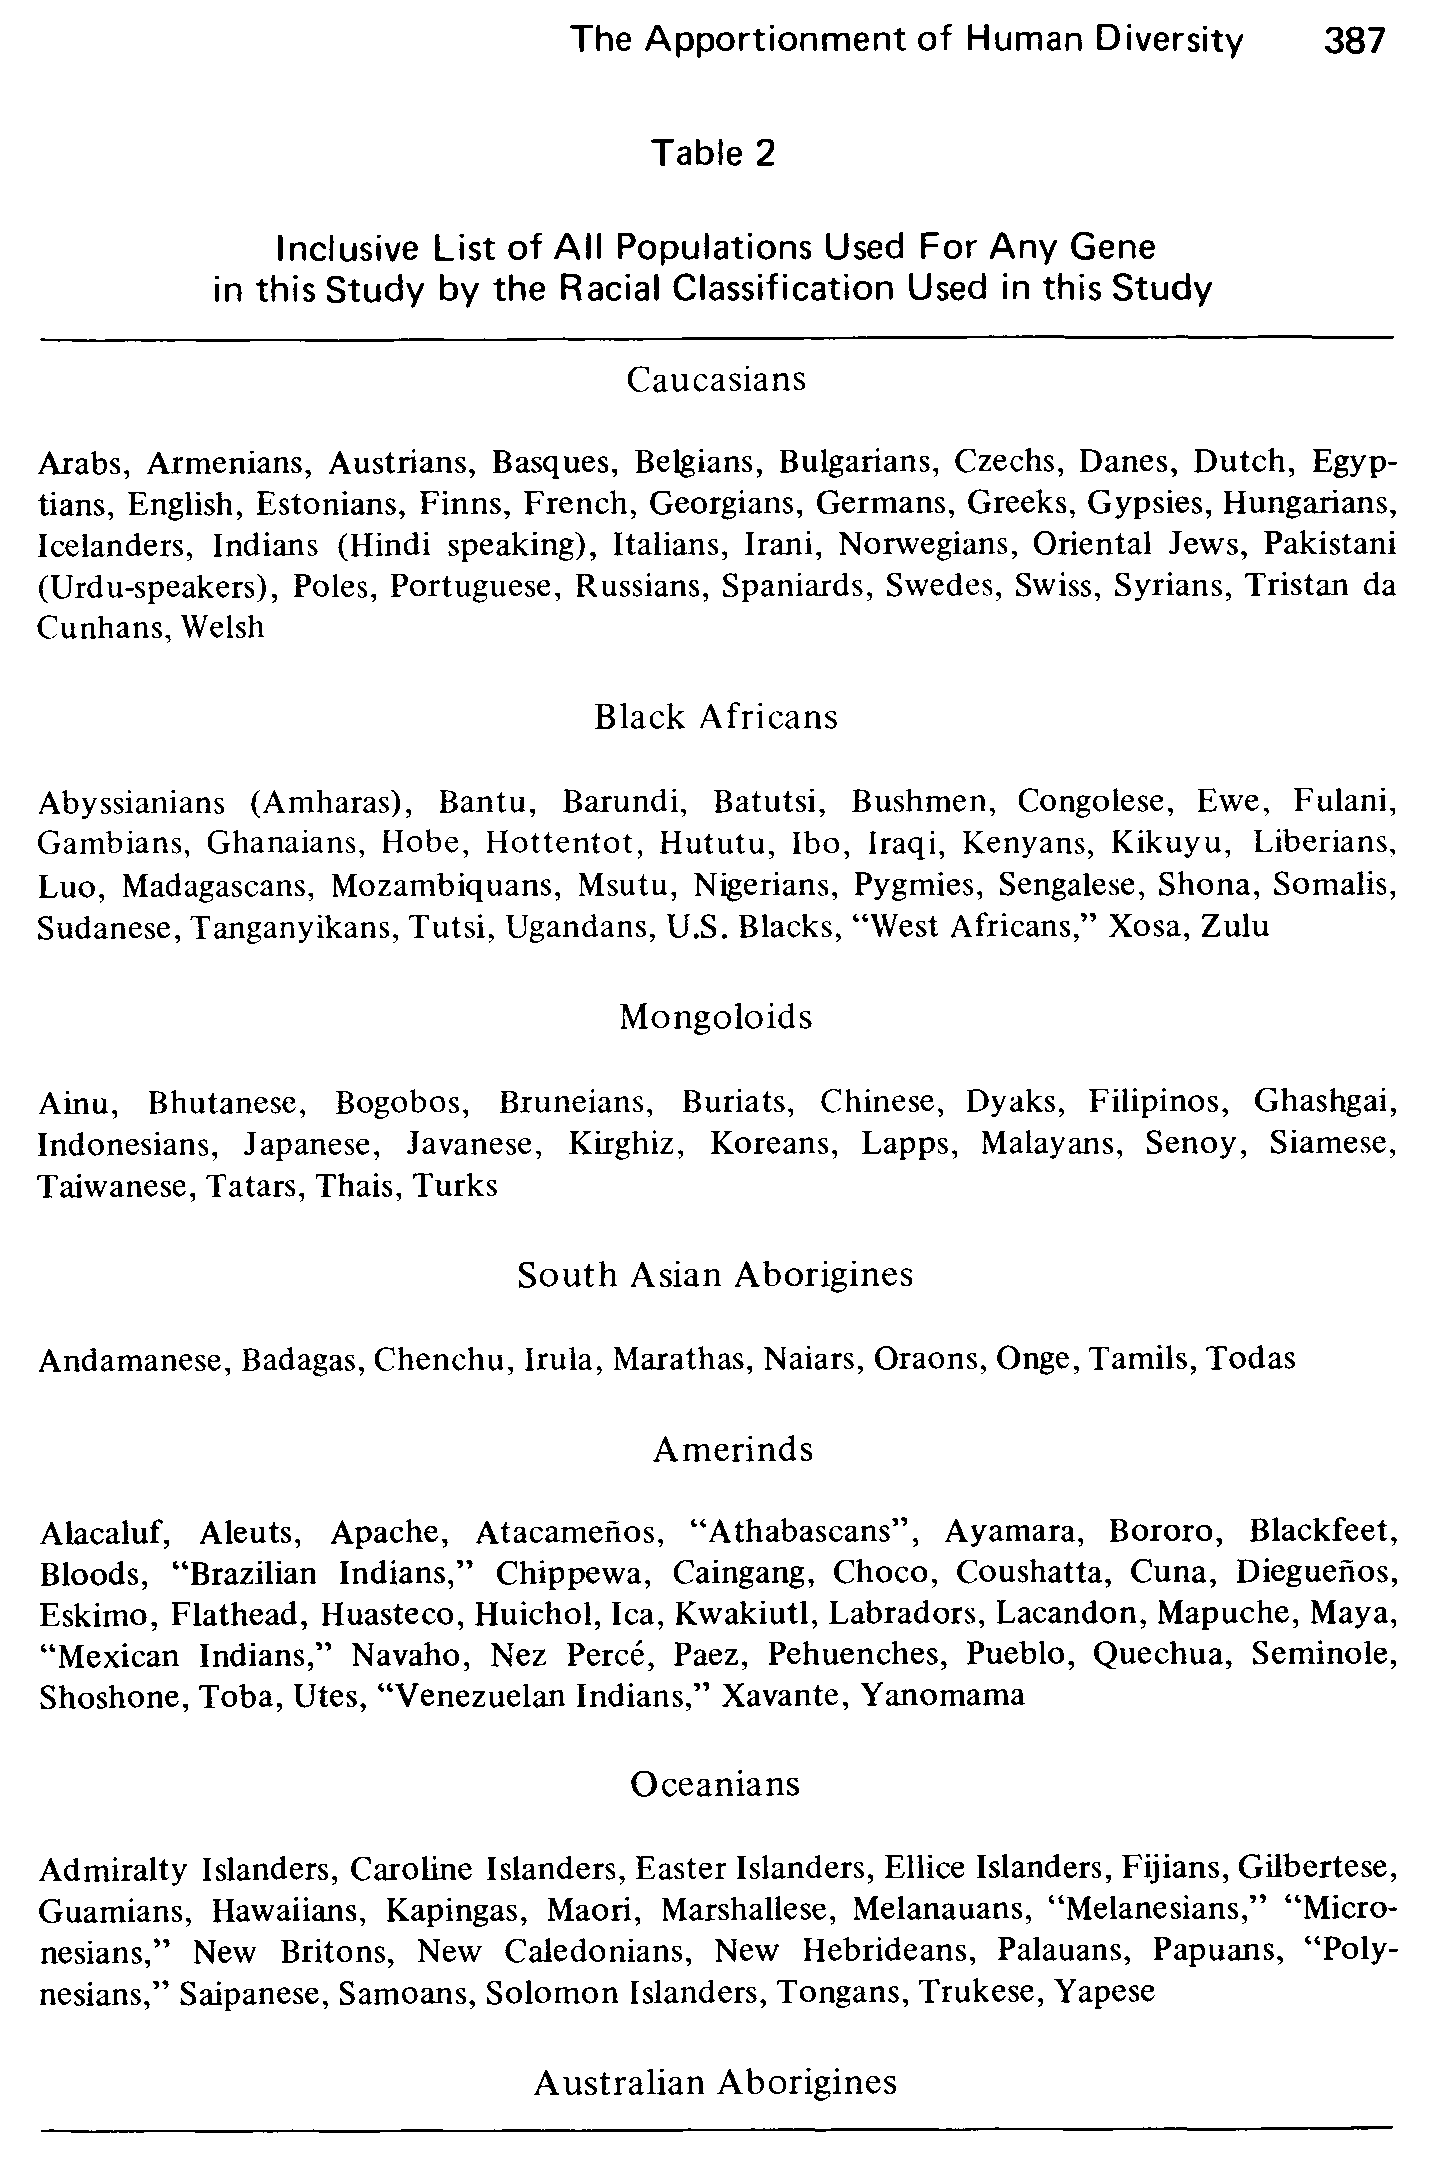 The Apportionment of Human Diversity 387
Table 2
Inclusive List of All Populations Used For Any Gene
in this Study by the Racial Classification Used in this Study
Caucasians
Arabs, Armenians, Austrians, Basques, Belgians, Bulgarians, Czechs, Danes, Dutch, Egyp-
tians, English, Estonians, Finns, French, Georgians, Germans, Greeks, Gypsies, Hungarians,
Icelanders, Indians (Hindi speaking), Italians, Irani, Norwegians, Oriental Jews, Pakistani
(Urdu-speakers), Poles, Portuguese, Russians, Spaniards, Swedes, Swiss, Syrians, Tristan da
Cunhans, Welsh
Black Africans
Abyssianians (Amharas), Bantu, Barundi, Batutsi, Bushmen, Congolese, Ewe, Fulani,
Gambians, Ghanaians, Hobe, Hottentot, Hututu, Ibo, Iraqi, Kenyans, Kikuyu, Liberians,
Luo, Madagascans, Mozambiquans, Msutu, Nigerians, Pygmies, Sengalese, Shona, Somalis,
Sudanese, Tanganyikans, Tutsi, Ugandans, U.S. Blacks, “West Africans,” Xosa, Zulu
Mongoloids
Ainu, Bhutanese, Bogobos, Bruneians, Buriats, Chinese, Dyaks, Filipinos, Ghashgai,
Indonesians, Japanese, Javanese, Kirghiz, Koreans, Lapps, Malayans, Senoy, Siamese,
Taiwanese, Tatars, Thais, Turks
South Asian Aborigines
Andamanese, Badagas, Chenchu, Irula, Marathas, Naiars, Oraons, Onge, Tamils, Todas
Amerinds
Alacaluf, Aleuts, Apache, Atacameños, “Athabascans”, Ayamara, Bororo, Blackfeet,
Bloods, “Brazilian Indians,” Chippewa, Caingang, Choco, Coushatta, Cuna, Diegueños,
Eskimo, Flathead, Huasteco, Huichol, Ica, Kwakiutl, Labradors, Lacandon, Mapuche, Maya,
“Mexican Indians,” Navaho, Nez Percé, Paez, Pehuenches, Pueblo, Quechua, Seminole,
Shoshone, Toba, Utes, “Venezuelan Indians,” Xavante, Yanomama
Oceanians
Admiralty Islanders, Caroline Islanders, Easter Islanders, Ellice Islanders, Fijians, Gilbertese,
Guamians, Hawaiians, Kapingas, Maori, Marshallese, Melanauans, “Melanesians,” “Micro-
nesians,” New Britons, New Caledonians, New Hebrideans, Palauans, Papuans, “Poly-
nesians,” Saipanese, Samoans, Solomon Islanders, Tongans, Trukese, Yapese
Australian Aborigines